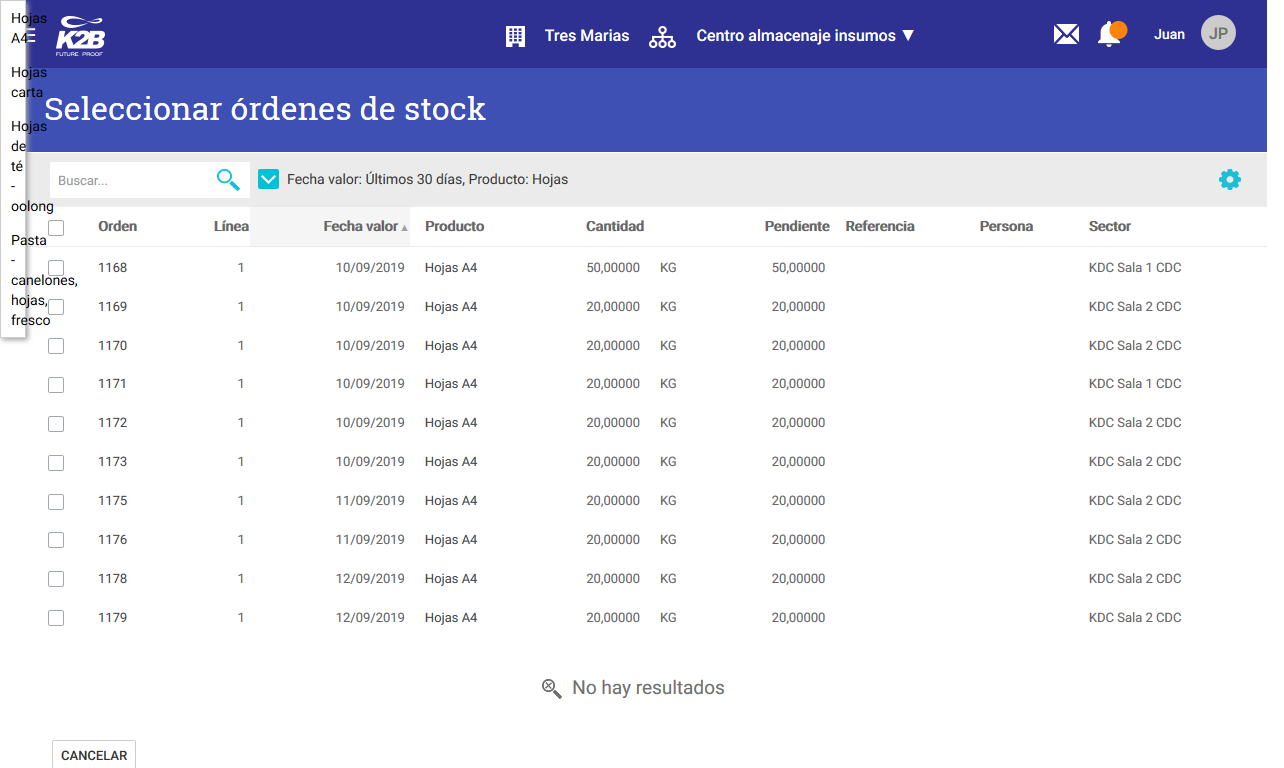 Hojas
A4
Hojas
carta
Hojas
de
té
-
oolong
Pasta
-
canelones,
hojas,
fresco
K2B
FUTURE PROOF
Tres Marias
Centro almacenaje insumos ▼
Juan
JP
Seleccionar órdenes de stock
Buscar...
Fecha valor: Últimos 30 días, Producto: Hojas
Orden Línea Fecha valor ▲ Producto Cantidad Pendiente Referencia Persona Sector
1168 1 10/09/2019 Hojas A4 50,00000 KG 50,00000 KDC Sala 1 CDC
1169 1 10/09/2019 Hojas A4 20,00000 KG 20,00000 KDC Sala 2 CDC
1170 1 10/09/2019 Hojas A4 20,00000 KG 20,00000 KDC Sala 2 CDC
1171 1 10/09/2019 Hojas A4 20,00000 KG 20,00000 KDC Sala 1 CDC
1172 1 10/09/2019 Hojas A4 20,00000 KG 20,00000 KDC Sala 2 CDC
1173 1 10/09/2019 Hojas A4 20,00000 KG 20,00000 KDC Sala 2 CDC
1175 1 11/09/2019 Hojas A4 20,00000 KG 20,00000 KDC Sala 2 CDC
1176 1 11/09/2019 Hojas A4 20,00000 KG 20,00000 KDC Sala 2 CDC
1178 1 12/09/2019 Hojas A4 20,00000 KG 20,00000 KDC Sala 2 CDC
1179 1 12/09/2019 Hojas A4 20,00000 KG 20,00000 KDC Sala 2 CDC
No hay resultados
CANCELAR